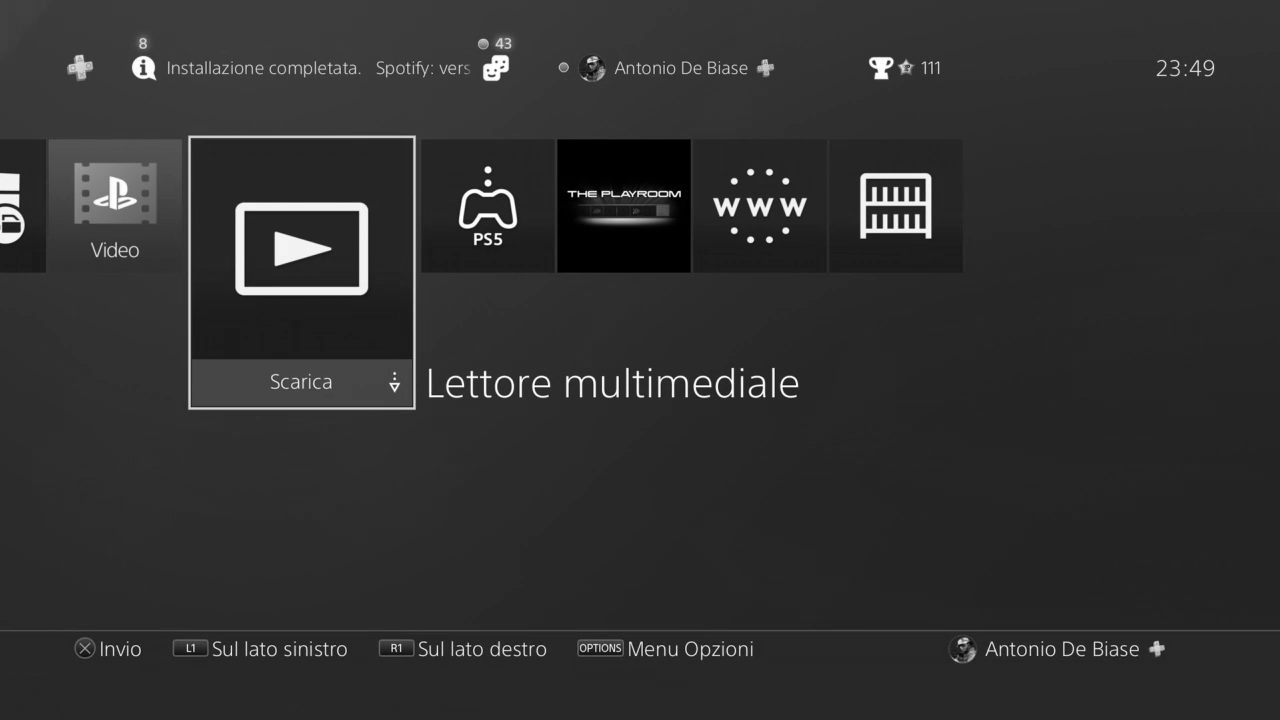 8
43
Installazione completata. Spotify: vers
Antonio De Biase
111
23:49
Video
PS5
THE PLAYROOM
WWW
Scarica
Lettore multimediale
Invio
L1 Sul lato sinistro
R1 Sul lato destro
OPTIONS Menu Opzioni
Antonio De Biase